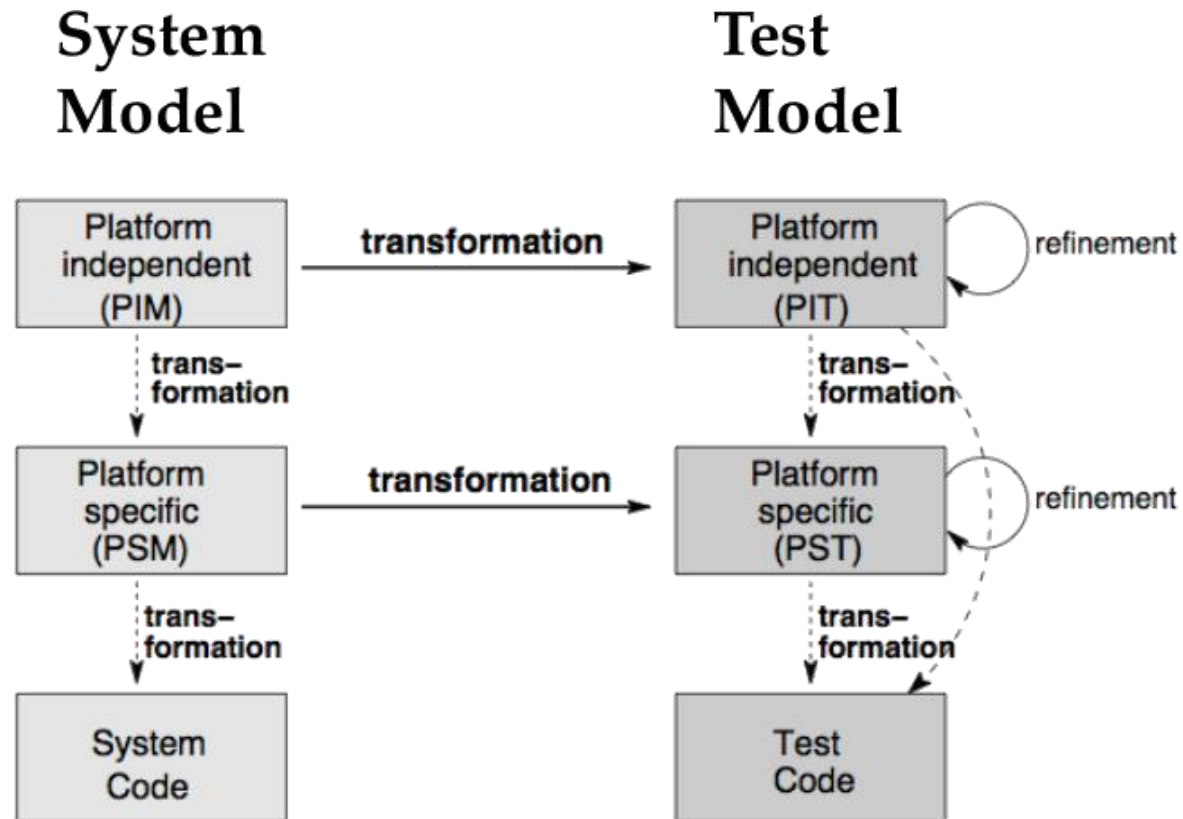 System
Model
Test
Model
Platform
independent
(PIM)
transformation
Platform
independent
(PIT)
refinement
trans–
formation
trans–
formation
Platform
specific
(PSM)
transformation
Platform
specific
(PST)
refinement
trans–
formation
trans–
formation
System
Code
Test
Code